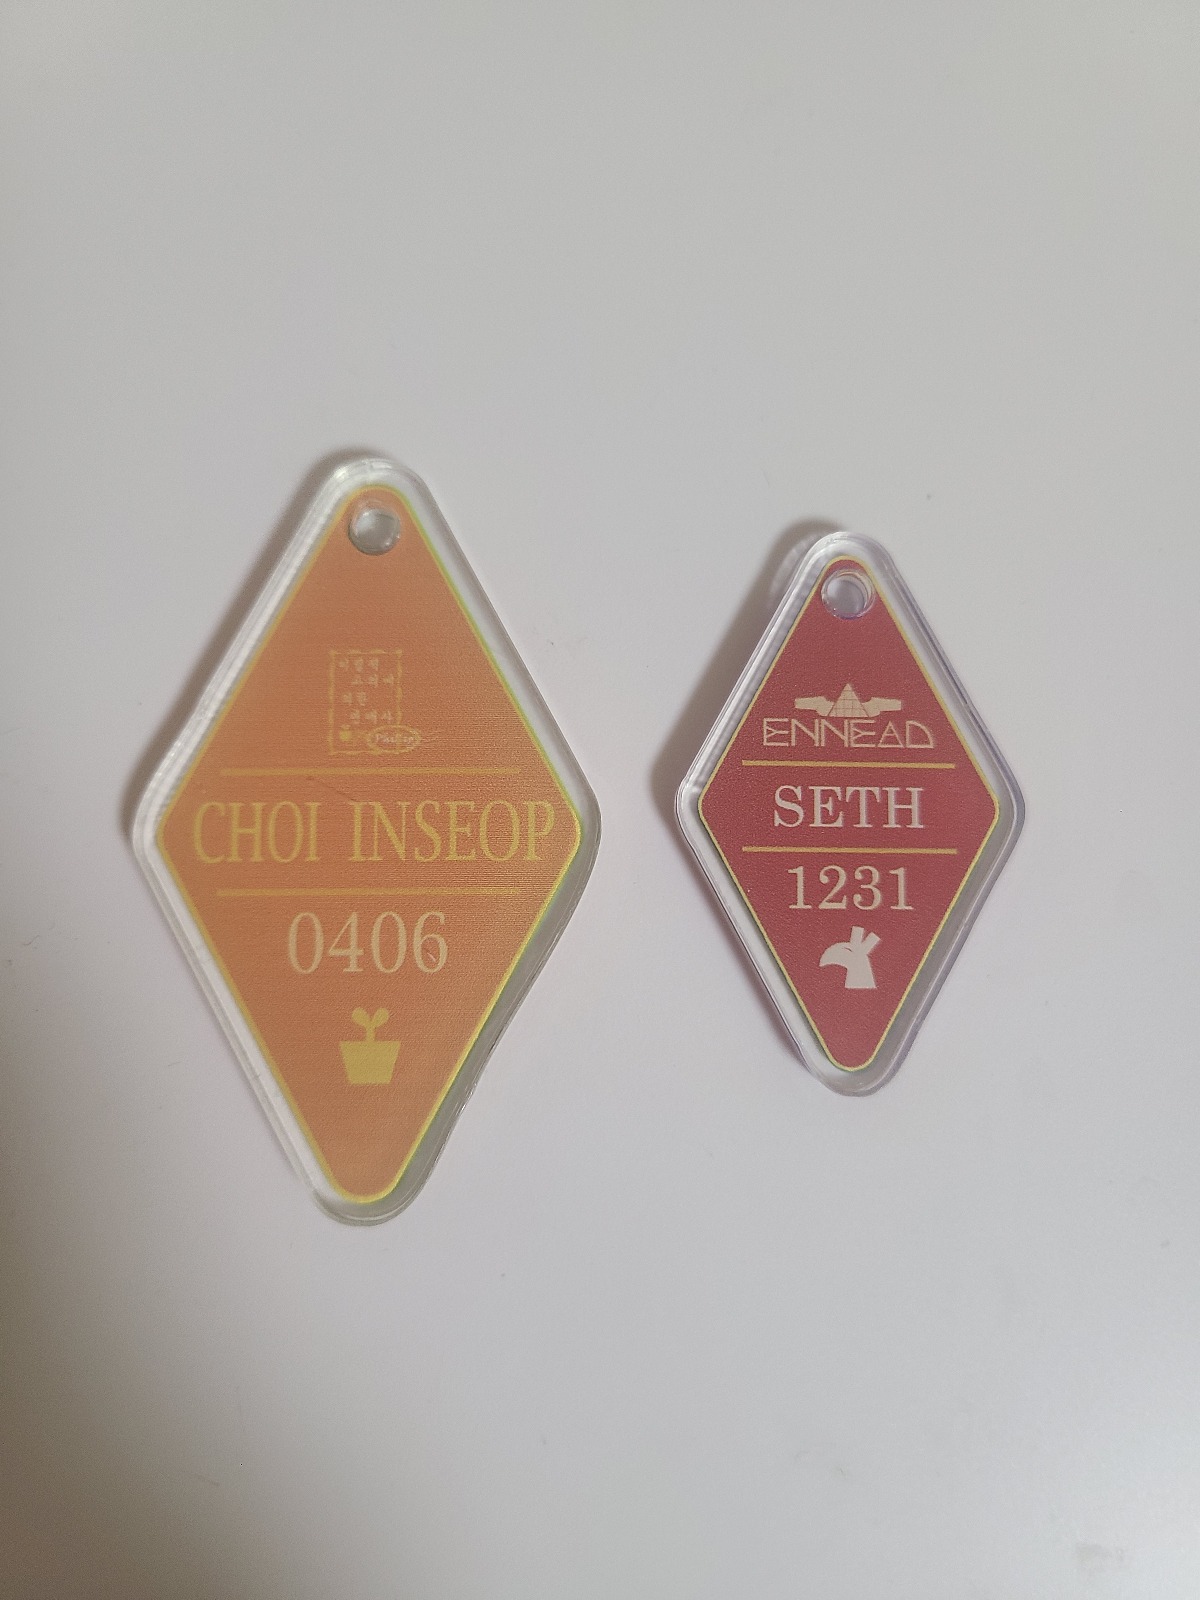 CHOI INSEOP
0406
ENNEAD
SETH
1231